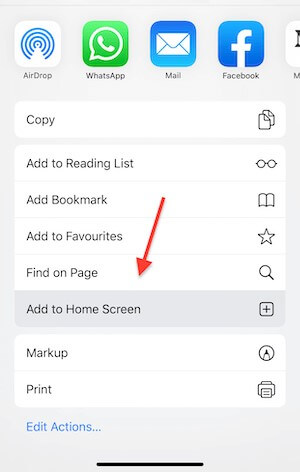 AirDrop
WhatsApp
Mail
Facebook
Copy
Add to Reading List
Add Bookmark
Add to Favourites
Find on Page
Add to Home Screen
Markup
Print
Edit Actions...